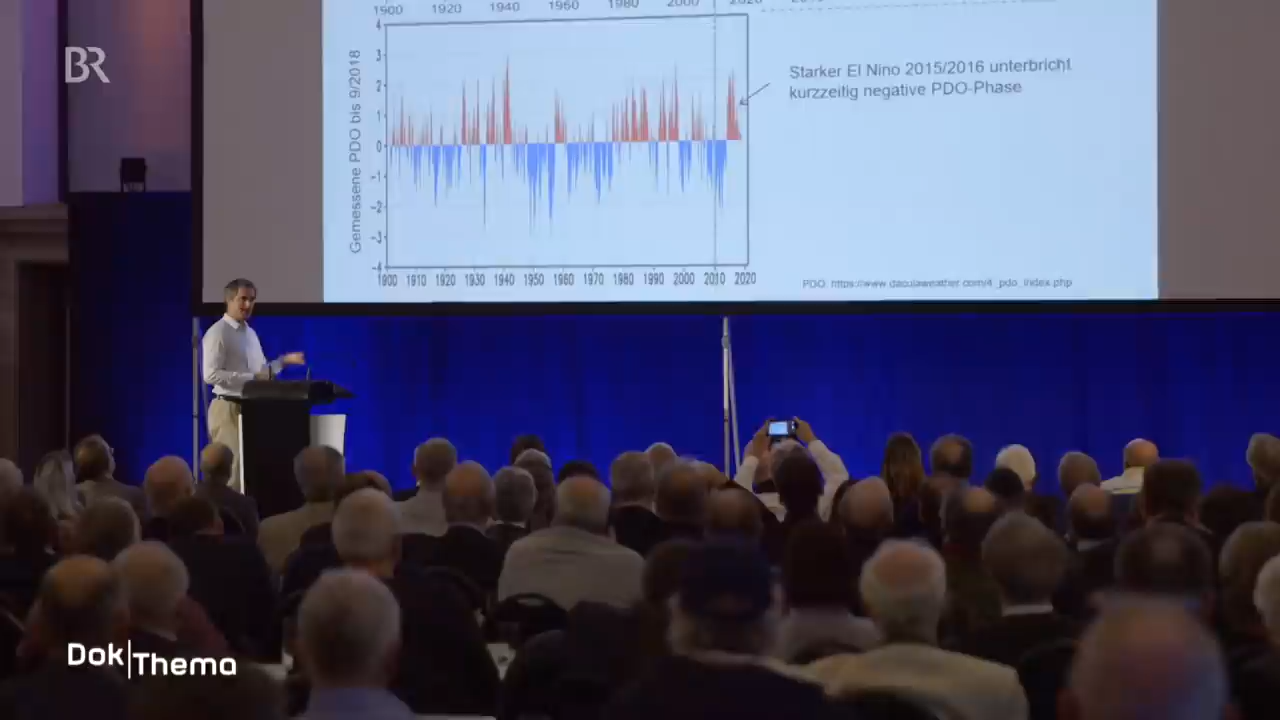 1900 1920 1940 1960 1980 2000 2020
BR
4
3
2
1
0
-1
-2
-3
-4
Gemessene PDO bis 9/2018
Starker El Nino 2015/2016 unterbricht
kurzzeitig negative PDO-Phase
1900 1910 1920 1930 1940 1950 1960 1970 1980 1990 2000 2010 2020
PDO: https://www.daculaweather.com/4_pdo_index.php
Dok Thema